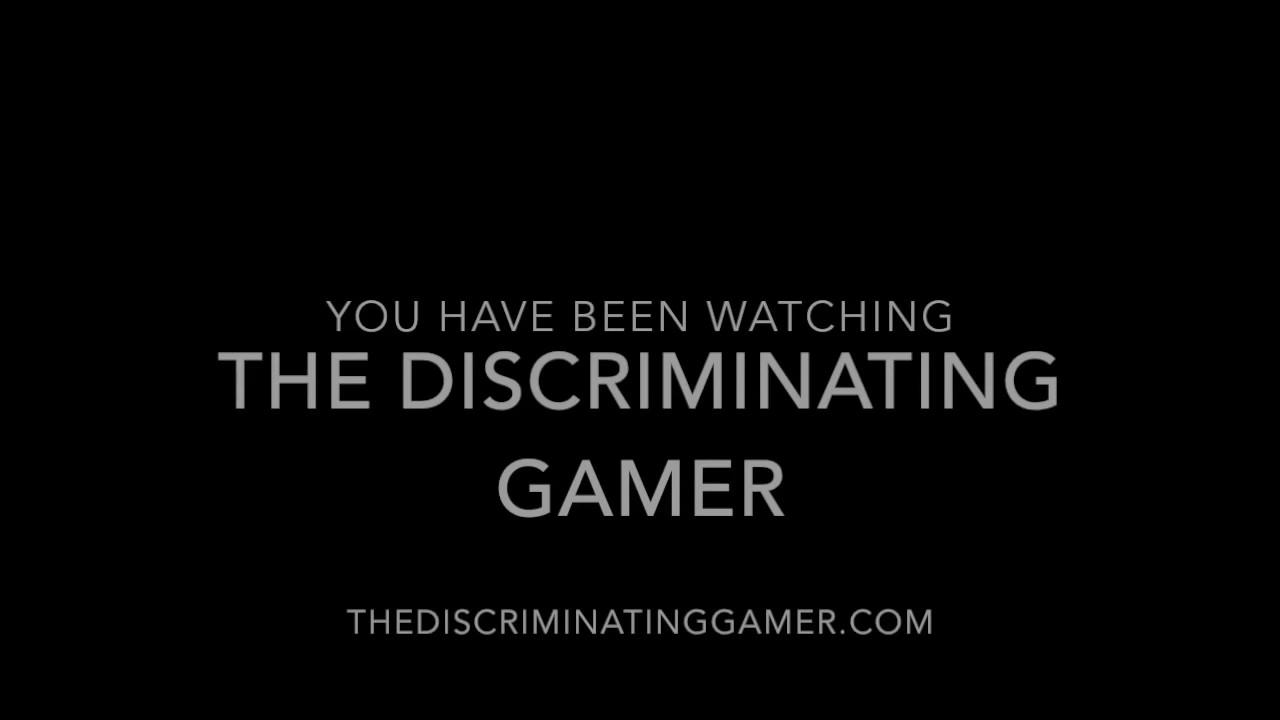 YOU HAVE BEEN WATCHING
THE DISCRIMINATING
GAMER
THEDISCRIMINATINGGAMER.COM